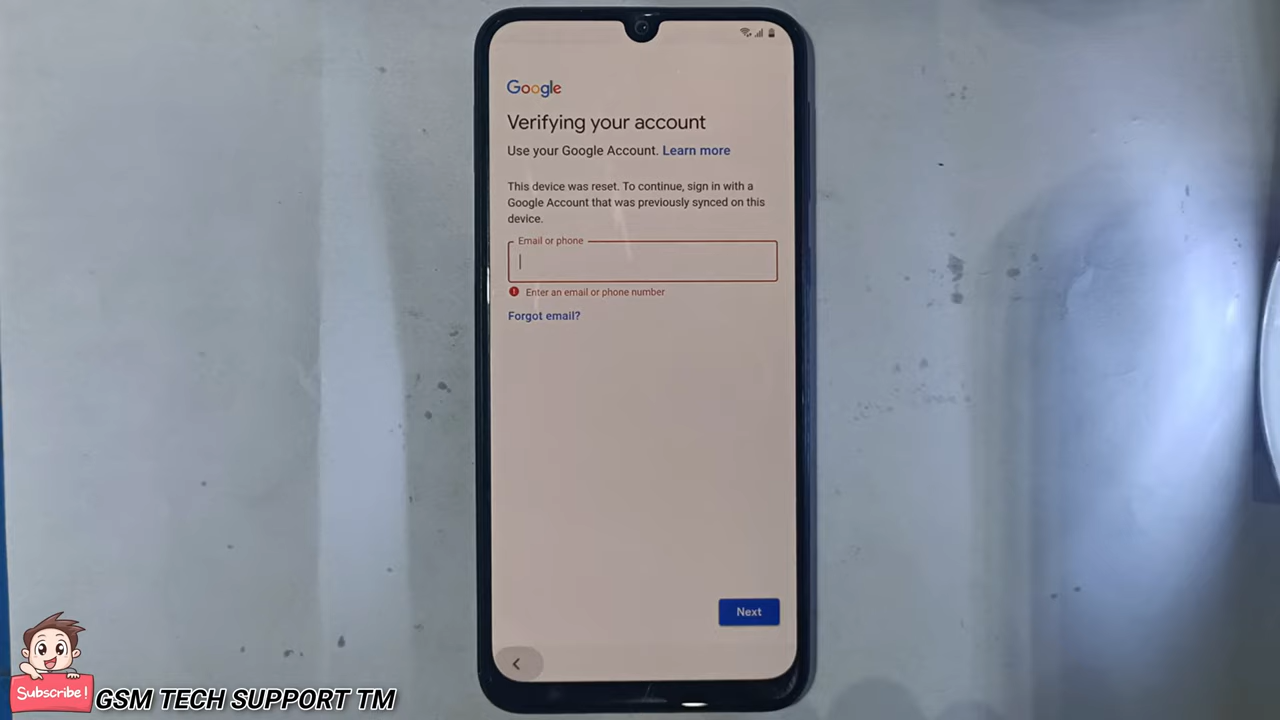 Google
Verifying your account
Use your Google Account. Learn more
This device was reset. To continue, sign in with a
Google Account that was previously synced on this
device.
Email or phone
Enter an email or phone number
Forgot email?
Next
Subscribe!
GSM TECH SUPPORT TM